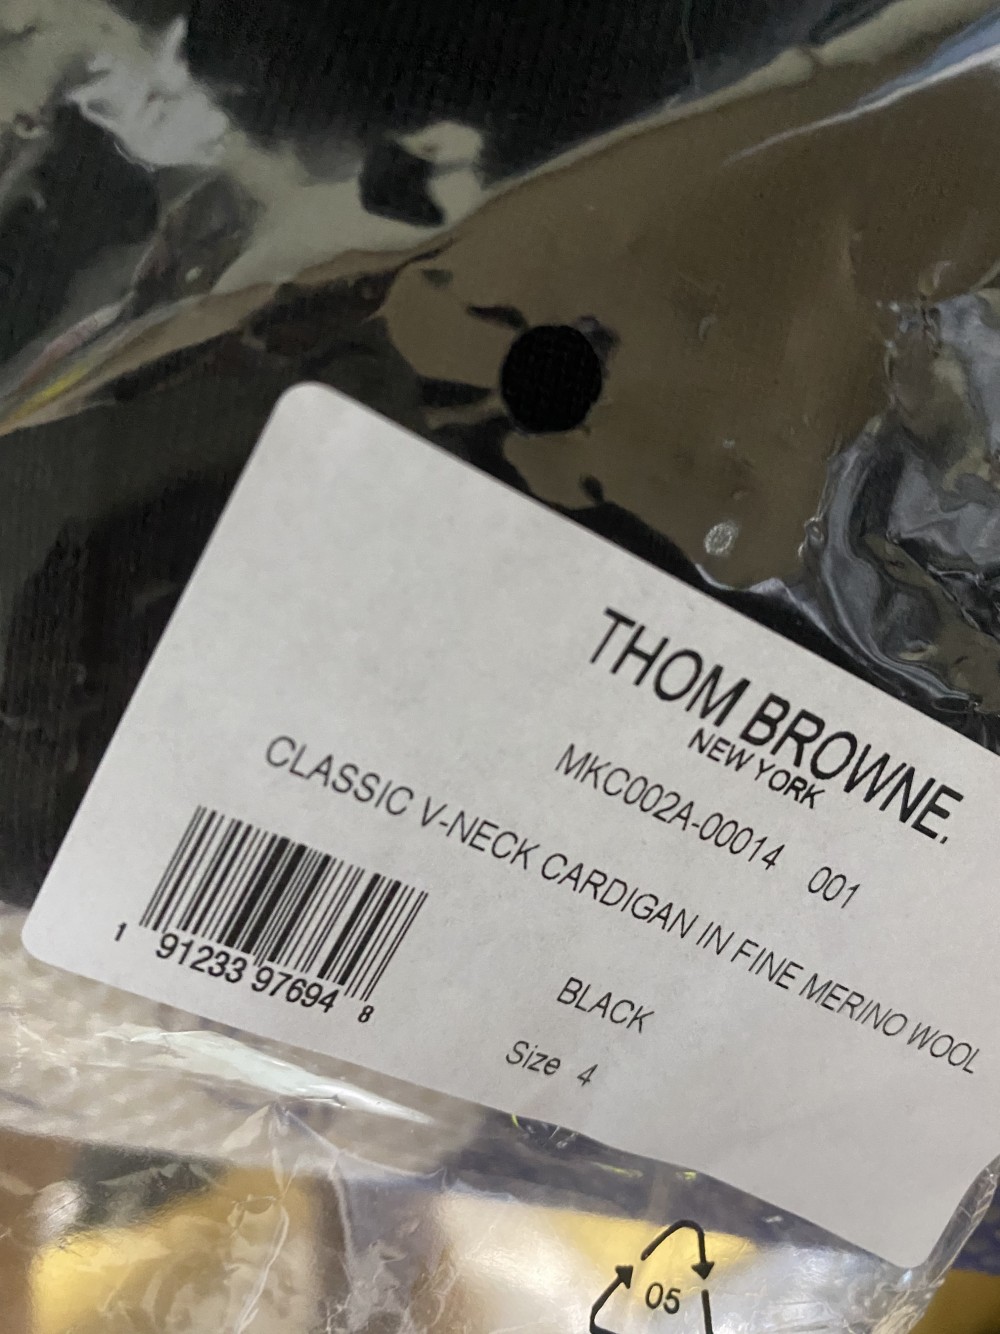 THOM BROWNE.
NEW YORK
MKC002A-00014 001
CLASSIC V-NECK CARDIGAN IN FINE MERINO WOOL
BLACK
Size 4
1 91233 97694 8
05